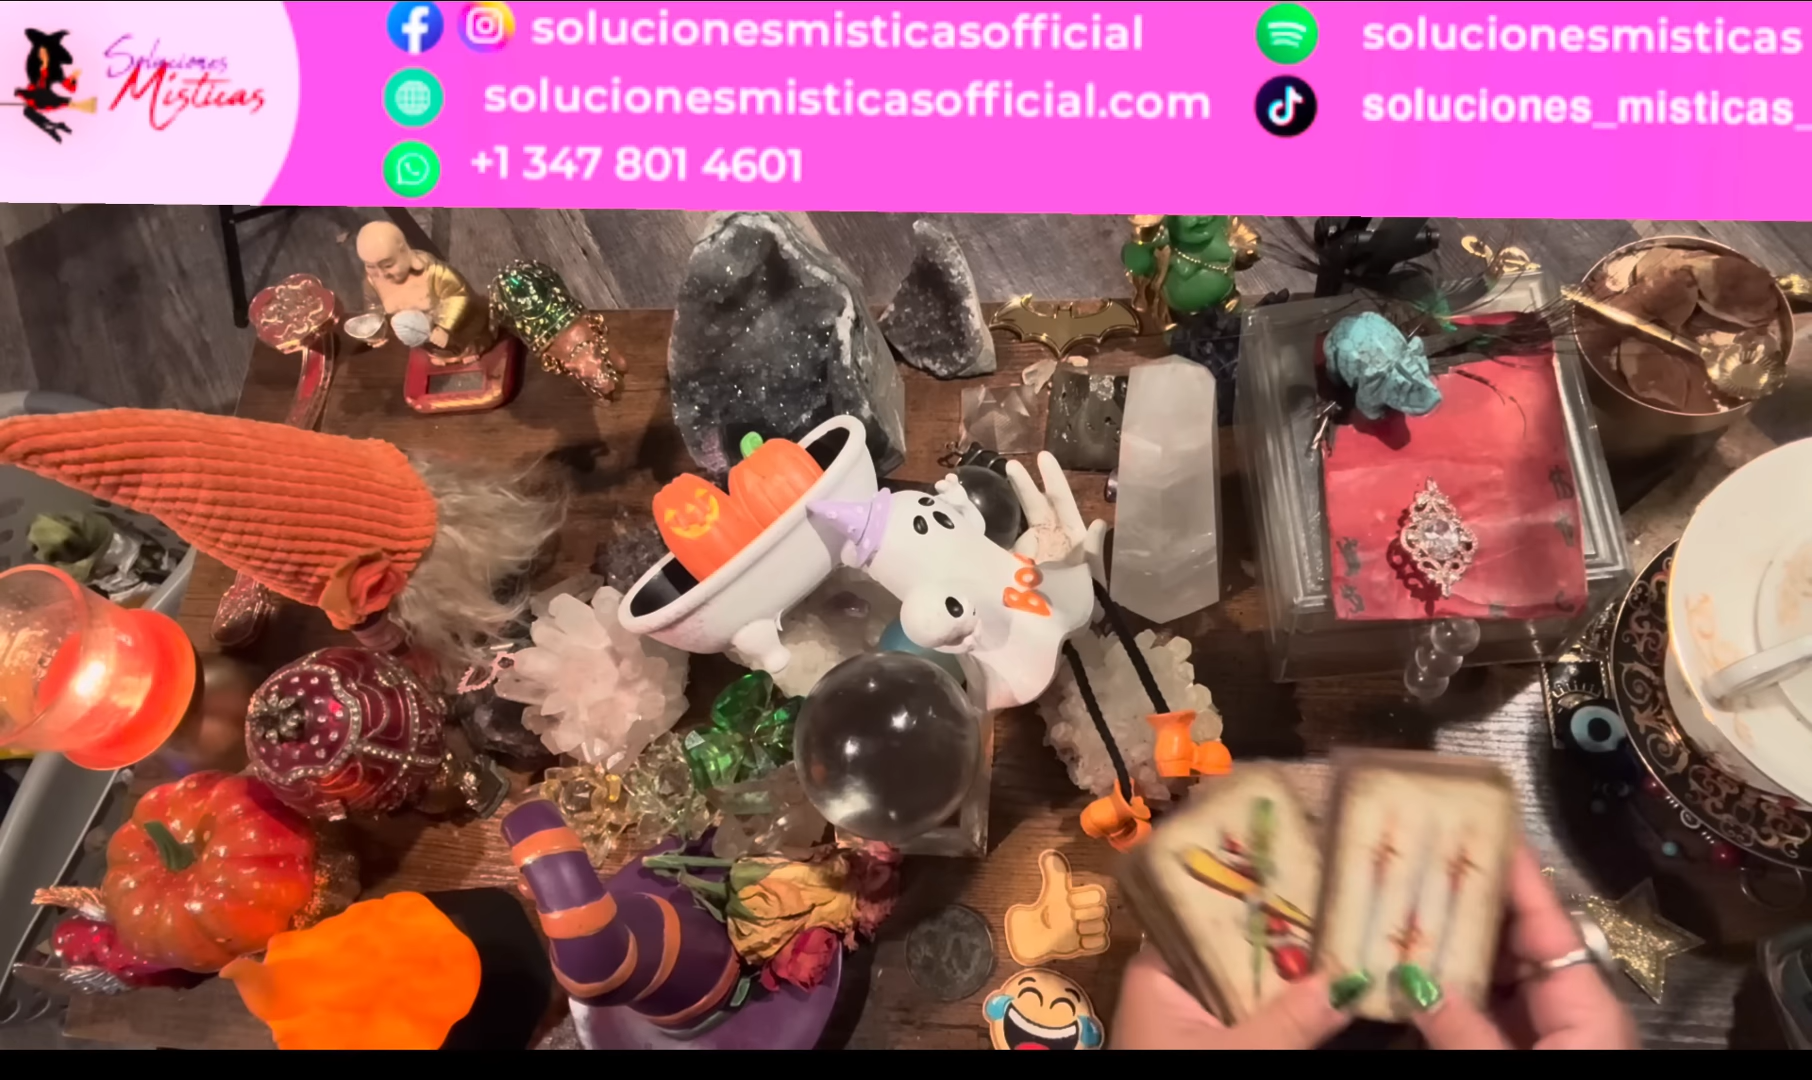 Soluciones
Misticas
solucionesmisticasofficial
solucionesmisticasofficial.com
+1 347 801 4601
solucionesmisticas
soluciones_misticas_
BOO